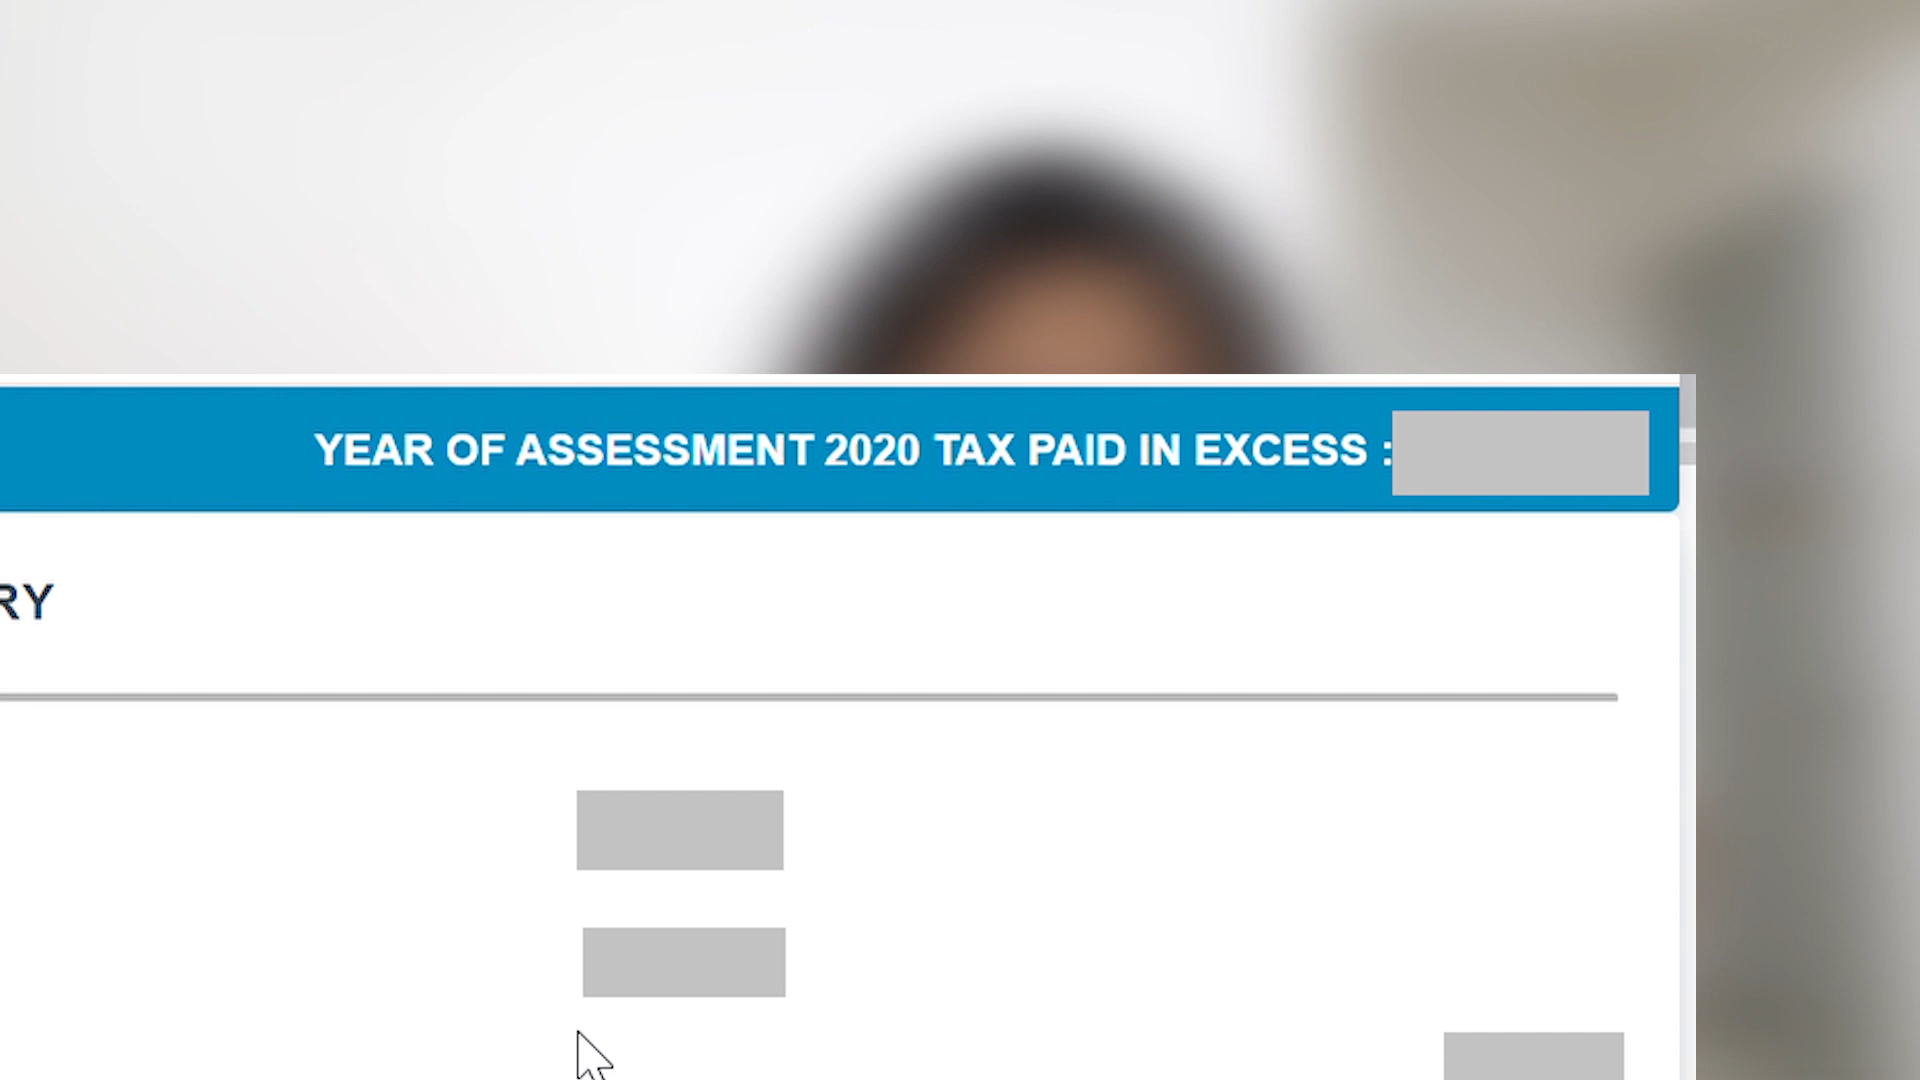 YEAR OF ASSESSMENT 2020 TAX PAID IN EXCESS :
RY